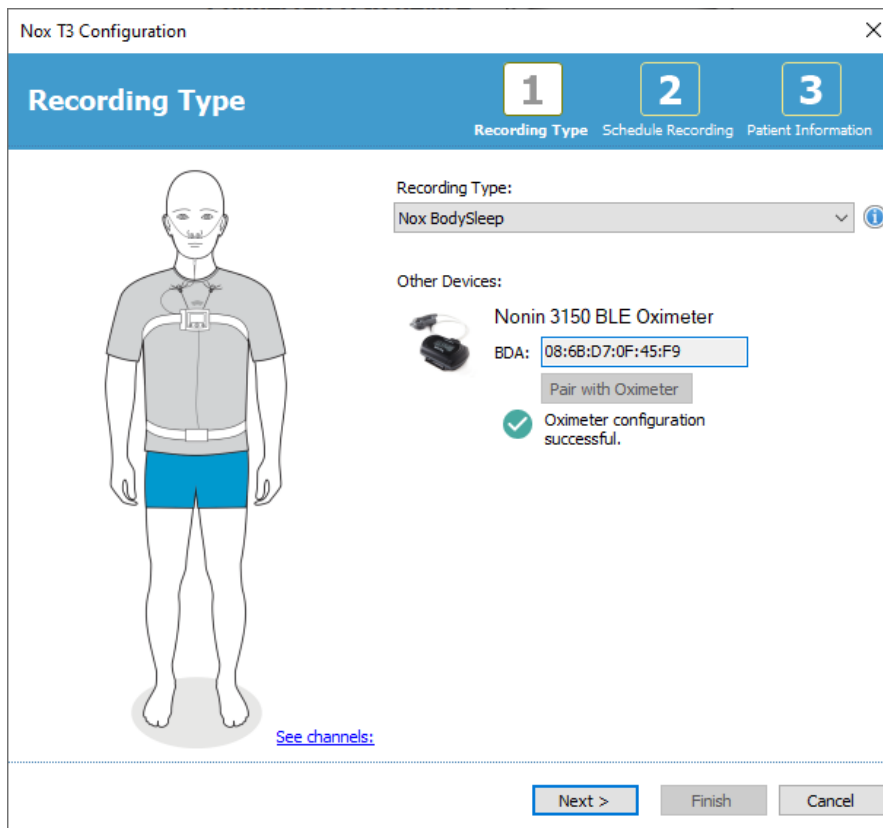 Nox T3 Configuration
Recording Type
1
Recording Type
2
Schedule Recording
3
Patient Information
Recording Type:
Nox BodySleep
Other Devices:
Nonin 3150 BLE Oximeter
BDA: 08:6B:D7:0F:45:F9
Pair with Oximeter
Oximeter configuration
successful.
See channels:
Next >
Finish
Cancel